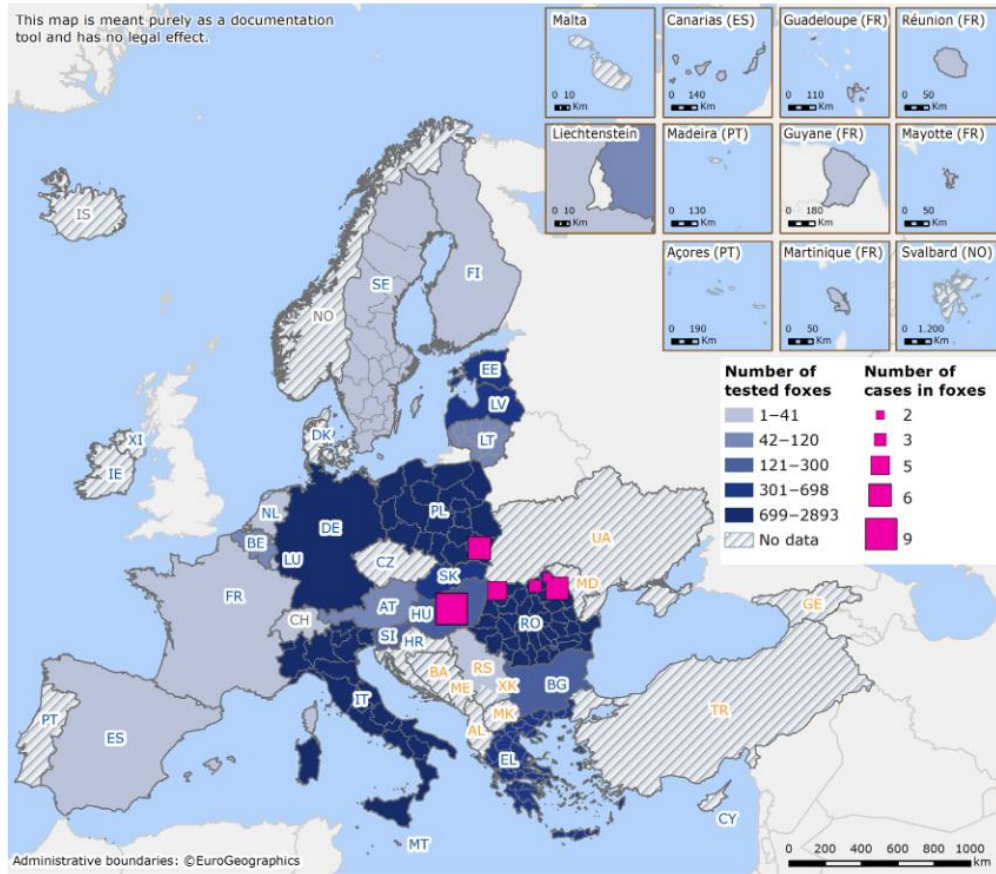 This map is meant purely as a documentation
tool and has no legal effect.
Malta
0 10
Km
Canarias (ES)
0 140
Km
Guadeloupe (FR)
0 110
Km
Réunion (FR)
0 50
Km
Liechtenstein
0 10
Km
Madeira (PT)
0 130
Km
Guyane (FR)
0 180
Km
Mayotte (FR)
0 50
Km
Açores (PT)
0 190
Km
Martinique (FR)
0 50
Km
Svalbard (NO)
0 1.200
Km
IS
NO
SE
FI
EE
LV
LT
DK
XI
IE
NL
BE
LU
DE
PL
CZ
SK
UA
MD
FR
CH
AT
HU
SI
HR
RO
BA
RS
ME
XK
BG
MK
AL
IT
PT
ES
EL
MT
CY
TR
GE
Number of
tested foxes
1–41
42–120
121–300
301–698
699–2893
No data
Number of
cases in foxes
2
3
5
6
9
Administrative boundaries: ©EuroGeographics
0 200 400 600 800 1000
km